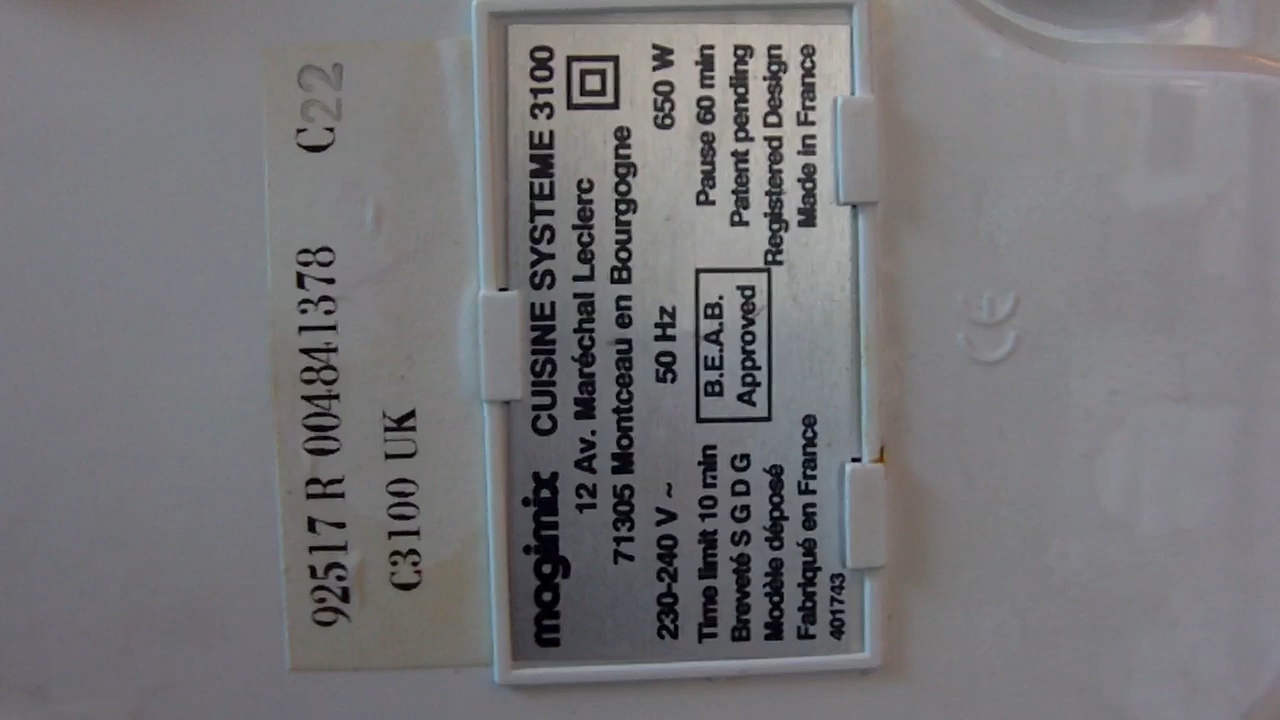 92517 R 004841378 C22
C3100 UK
magimix CUISINE SYSTEME 3100
12 Av. Maréchal Leclerc
71305 Montceau en Bourgogne
230-240 V ~ 50 Hz 650 W
Time limit 10 min Pause 60 min
Breveté S G D G B.E.A.B. Patent pending
Modèle déposé Approved Registered Design
Fabriqué en France Made in France
401743
CE